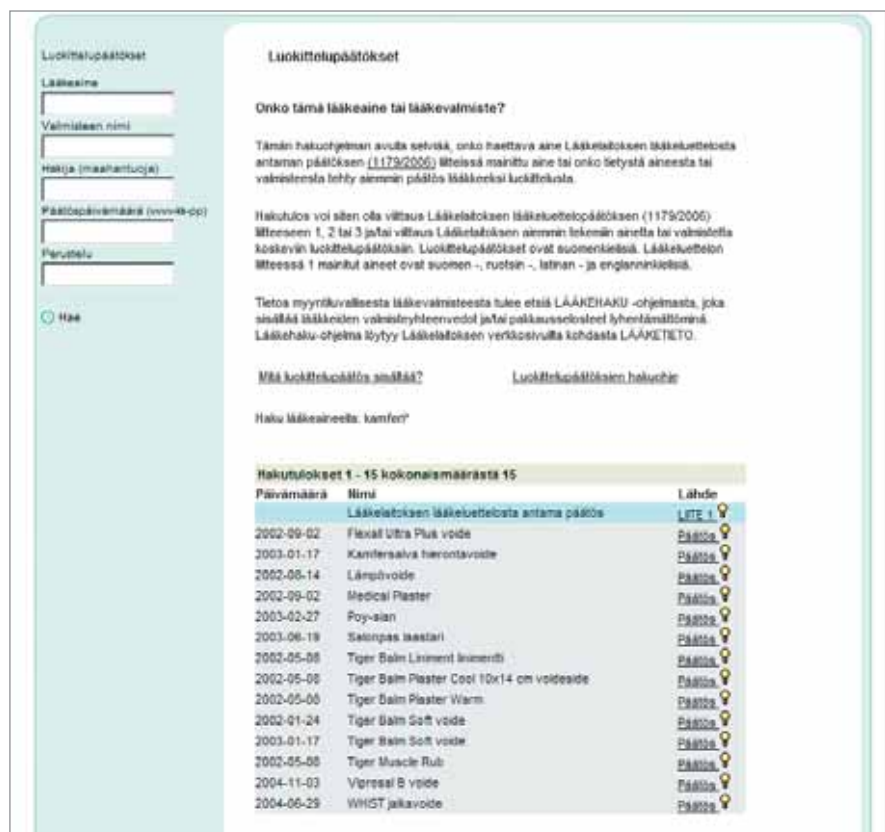 Luokittelupäätökset
Lääkeaine
Valmisteen nimi
Hakija (maahantuoja)
Päätöspäivämäärä (vvvv-kk-pp)
Perustelu
Hae
Luokittelupäätökset
Onko tämä lääkeaine tai lääkevalmiste?
Tämän hakuohjelman avulla selviää, onko haettava aine Lääkelaitoksen lääkeluettelosta
antaman päätöksen (1179/2006) liitteissä mainittu aine tai onko tietystä aineesta tai
valmisteesta tehty aiemmin päätös lääkkeeksi luokittelusta.
Hakutulos voi siten olla viittaus Lääkelaitoksen lääkeluettelopäätöksen (1179/2006)
liitteeseen 1, 2 tai 3 ja/tai viittaus Lääkelaitoksen aiemmin tekemiin ainetta tai valmistetta
koskeviin luokittelupäätöksiin. Luokittelupäätökset ovat suomenkielisiä. Lääkeluettelon
liitteessä 1 mainitut aineet ovat suomen -, ruotsin -, latinan - ja englanninkielisiä.
Tietoa myyntiluvallisesta lääkevalmisteesta tulee etsiä LÄÄKEHAKU -ohjelmasta, joka
sisältää lääkkeiden valmisteyhteenvedot ja/tai pakkausselosteet lyhentämättöminä.
Lääkehaku-ohjelma löytyy Lääkelaitoksen verkkosivuilta kohdasta LÄÄKETIETO.
Mitä luokittelupäätös sisältää? Luokittelupäätöksien hakuohje
Haku lääkeaineella: kamferi*
Hakutulokset 1 - 15 kokonaismäärästä 15
Päivämäärä Nimi Lähde
Lääkelaitoksen lääkeluettelosta antama päätös LIITE 1
2002-09-02 Flexall Ultra Plus voide Päätös
2003-01-17 Kamfersalva hierontavoide Päätös
2002-08-14 Lämpövoide Päätös
2002-09-02 Medical Plaster Päätös
2003-02-27 Poy-sian Päätös
2003-06-19 Salonpas laastari Päätös
2002-05-08 Tiger Balm Liniment linimentti Päätös
2002-05-08 Tiger Balm Plaster Cool 10x14 cm voideside Päätös
2002-05-08 Tiger Balm Plaster Warm Päätös
2002-01-24 Tiger Balm Soft voide Päätös
2003-01-17 Tiger Balm Soft voide Päätös
2002-05-08 Tiger Muscle Rub Päätös
2004-11-03 Viprosal B voide Päätös
2004-06-29 WHIST jalkavoide Päätös